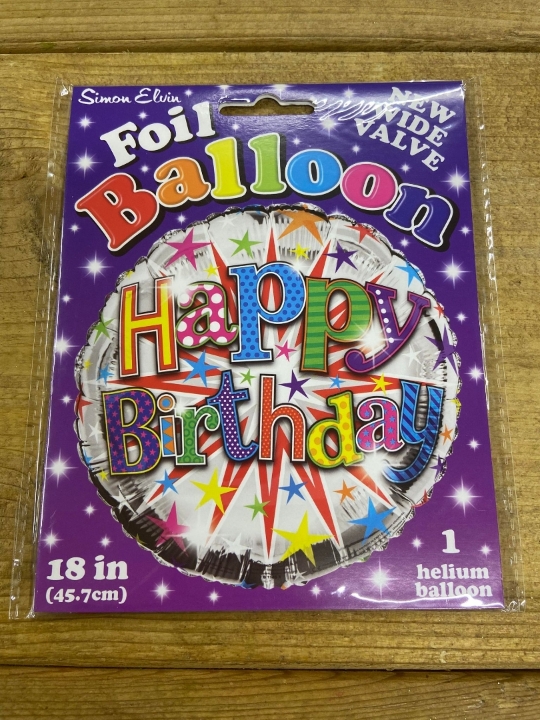 Simon Elvin
Foil
Balloon
NEW
WIDE
VALVE
Happy
Birthday
18 in
(45.7cm)
1
helium
balloon